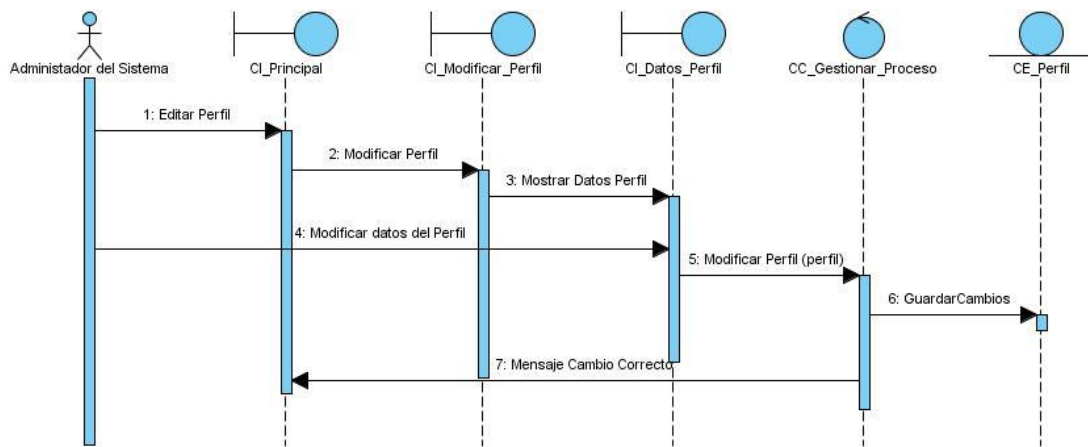 Administador del Sistema
CI_Principal
CI_Modificar_Perfil
CI_Datos_Perfil
CC_Gestionar_Proceso
CE_Perfil
1: Editar Perfil
2: Modificar Perfil
3: Mostrar Datos Perfil
4: Modificar datos del Perfil
5: Modificar Perfil (perfil)
6: GuardarCambios
7: Mensaje Cambio Correcto